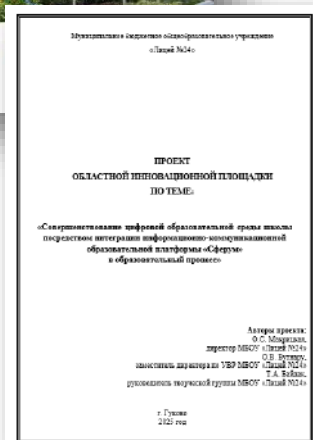 Муниципальное бюджетное общеобразовательное учреждение
«Лицей №24»
ПРОЕКТ
ОБЛАСТНОЙ ИННОВАЦИОННОЙ ПЛОЩАДКИ
ПО ТЕМЕ:
«Совершенствование цифровой образовательной среды школы
посредством интеграции информационно-коммуникационной
образовательной платформы «Сферум»
в образовательный процесс»
Авторы проекта:
О.С.
директор МБОУ «Лицей №24»
О.В.
заместитель директора по УВР МБОУ «Лицей №24»
Т.А.
руководитель творческой группы МБОУ «Лицей №24»
г. Гуково
2023 год